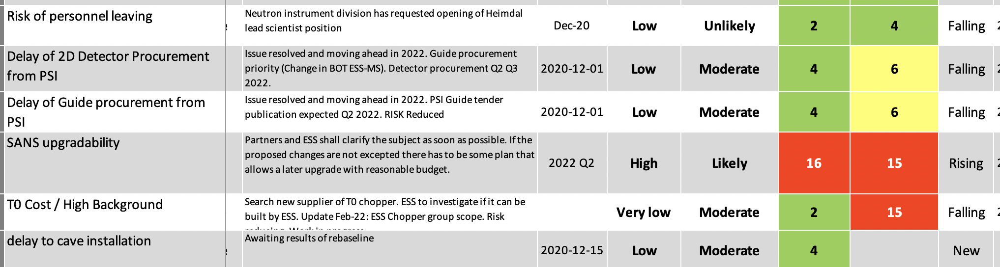 Risk of personnel leaving
Neutron instrument division has requested opening of Heimdal
lead scientist position
Dec-20
Low
Unlikely
2
4
Falling
Delay of 2D Detector Procurement
from PSI
Issue resolved and moving ahead in 2022. Guide procurement
priority (Change in BOT ESS-MS). Detector procurement Q2 Q3
2022.
2020-12-01
Low
Moderate
4
6
Falling
Delay of Guide procurement from
PSI
Issue resolved and moving ahead in 2022. PSI Guide tender
publication expected Q2 2022. RISK Reduced
2020-12-01
Low
Moderate
4
6
Falling
SANS upgradability
Partners and ESS shall clarify the subject as soon as possible. If the
proposed changes are not excepted there has to be some plan that
allows a later upgrade with reasonable budget.
2022 Q2
High
Likely
16
15
Rising
T0 Cost / High Background
Search new supplier of T0 chopper. ESS to investigate if it can be
built by ESS. Update Feb-22: ESS Chopper group scope. Risk
Very low
Moderate
2
15
Falling
delay to cave installation
Awaiting results of rebaseline
2020-12-15
Low
Moderate
4
New